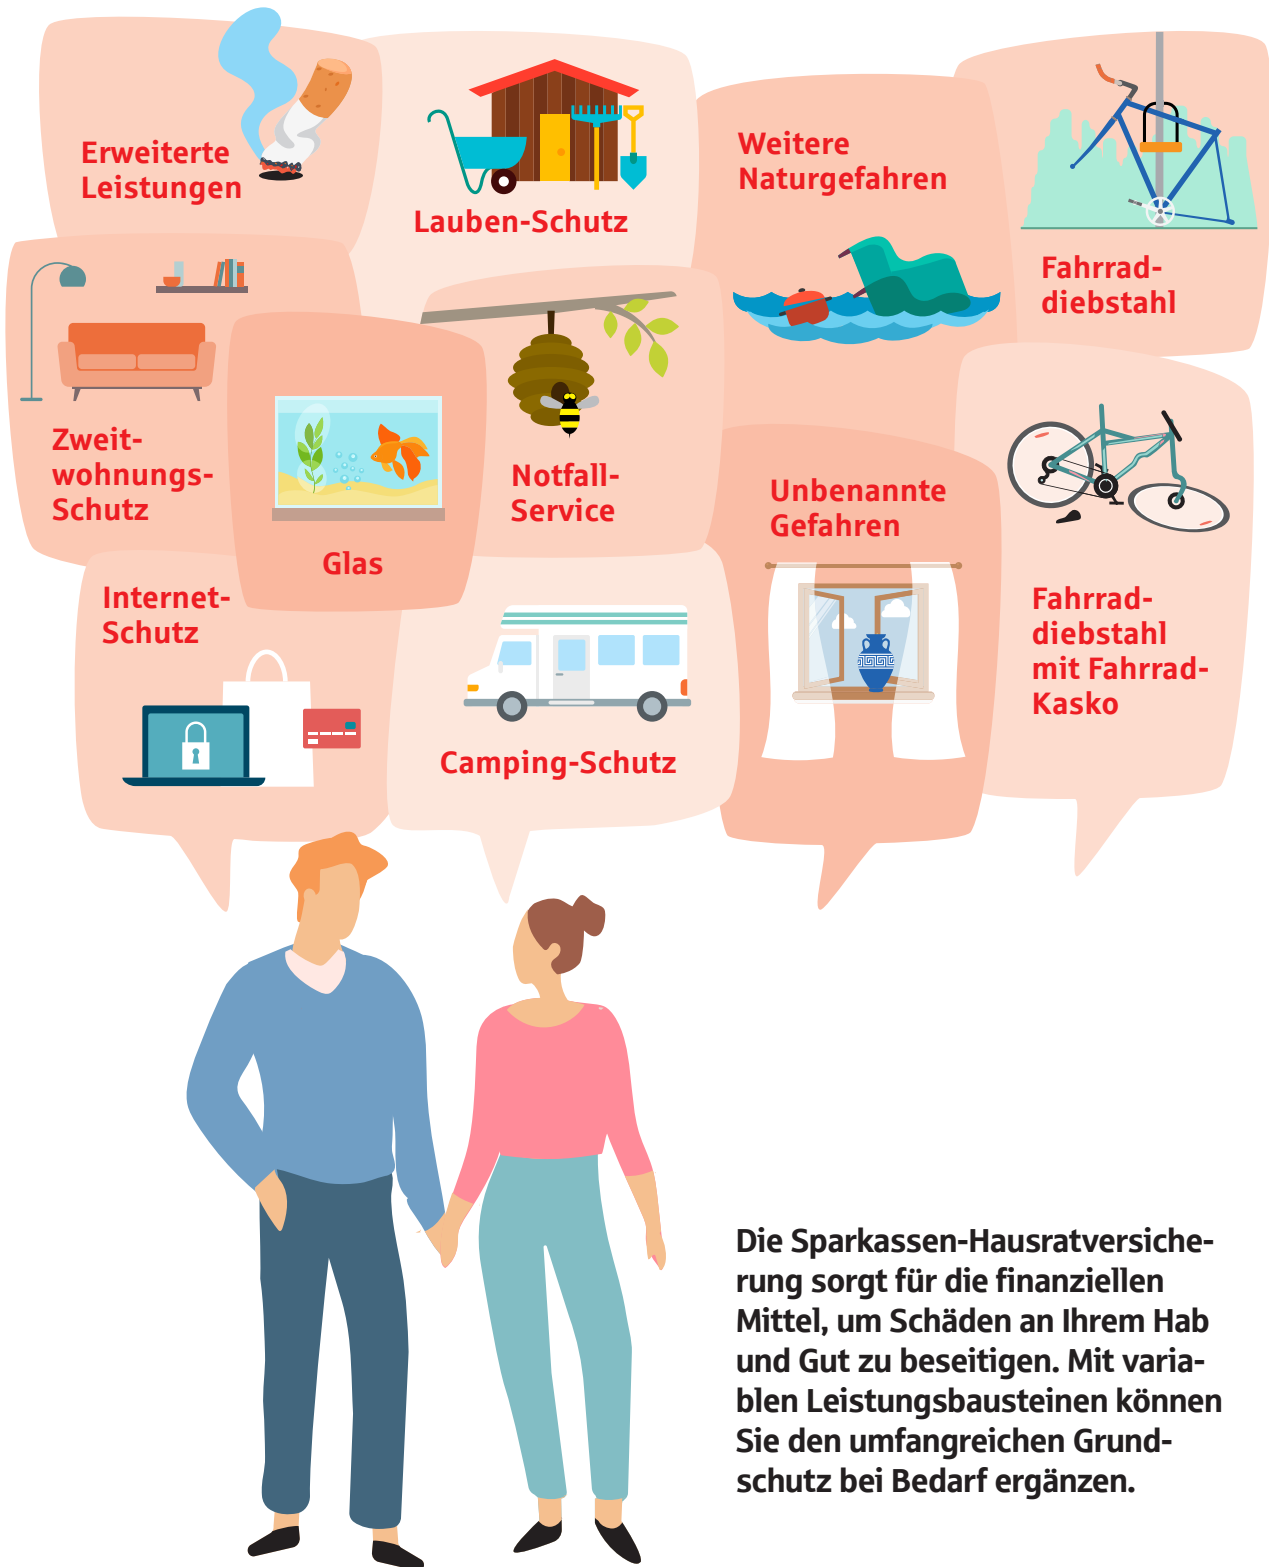 Erweiterte
Leistungen
Lauben-Schutz
Weitere
Naturgefahren
Fahrrad-
diebstahl
Zweit-
wohnungs-
Schutz
Glas
Notfall-
Service
Unbenannte
Gefahren
Fahrrad-
diebstahl
mit Fahrrad-
Kasko
Internet-
Schutz
Camping-Schutz
Die Sparkassen-Hausratversiche-
rung sorgt für die finanziellen
Mittel, um Schäden an Ihrem Hab
und Gut zu beseitigen. Mit varia-
blen Leistungsbausteinen können
Sie den umfangreichen Grund-
schutz bei Bedarf ergänzen.